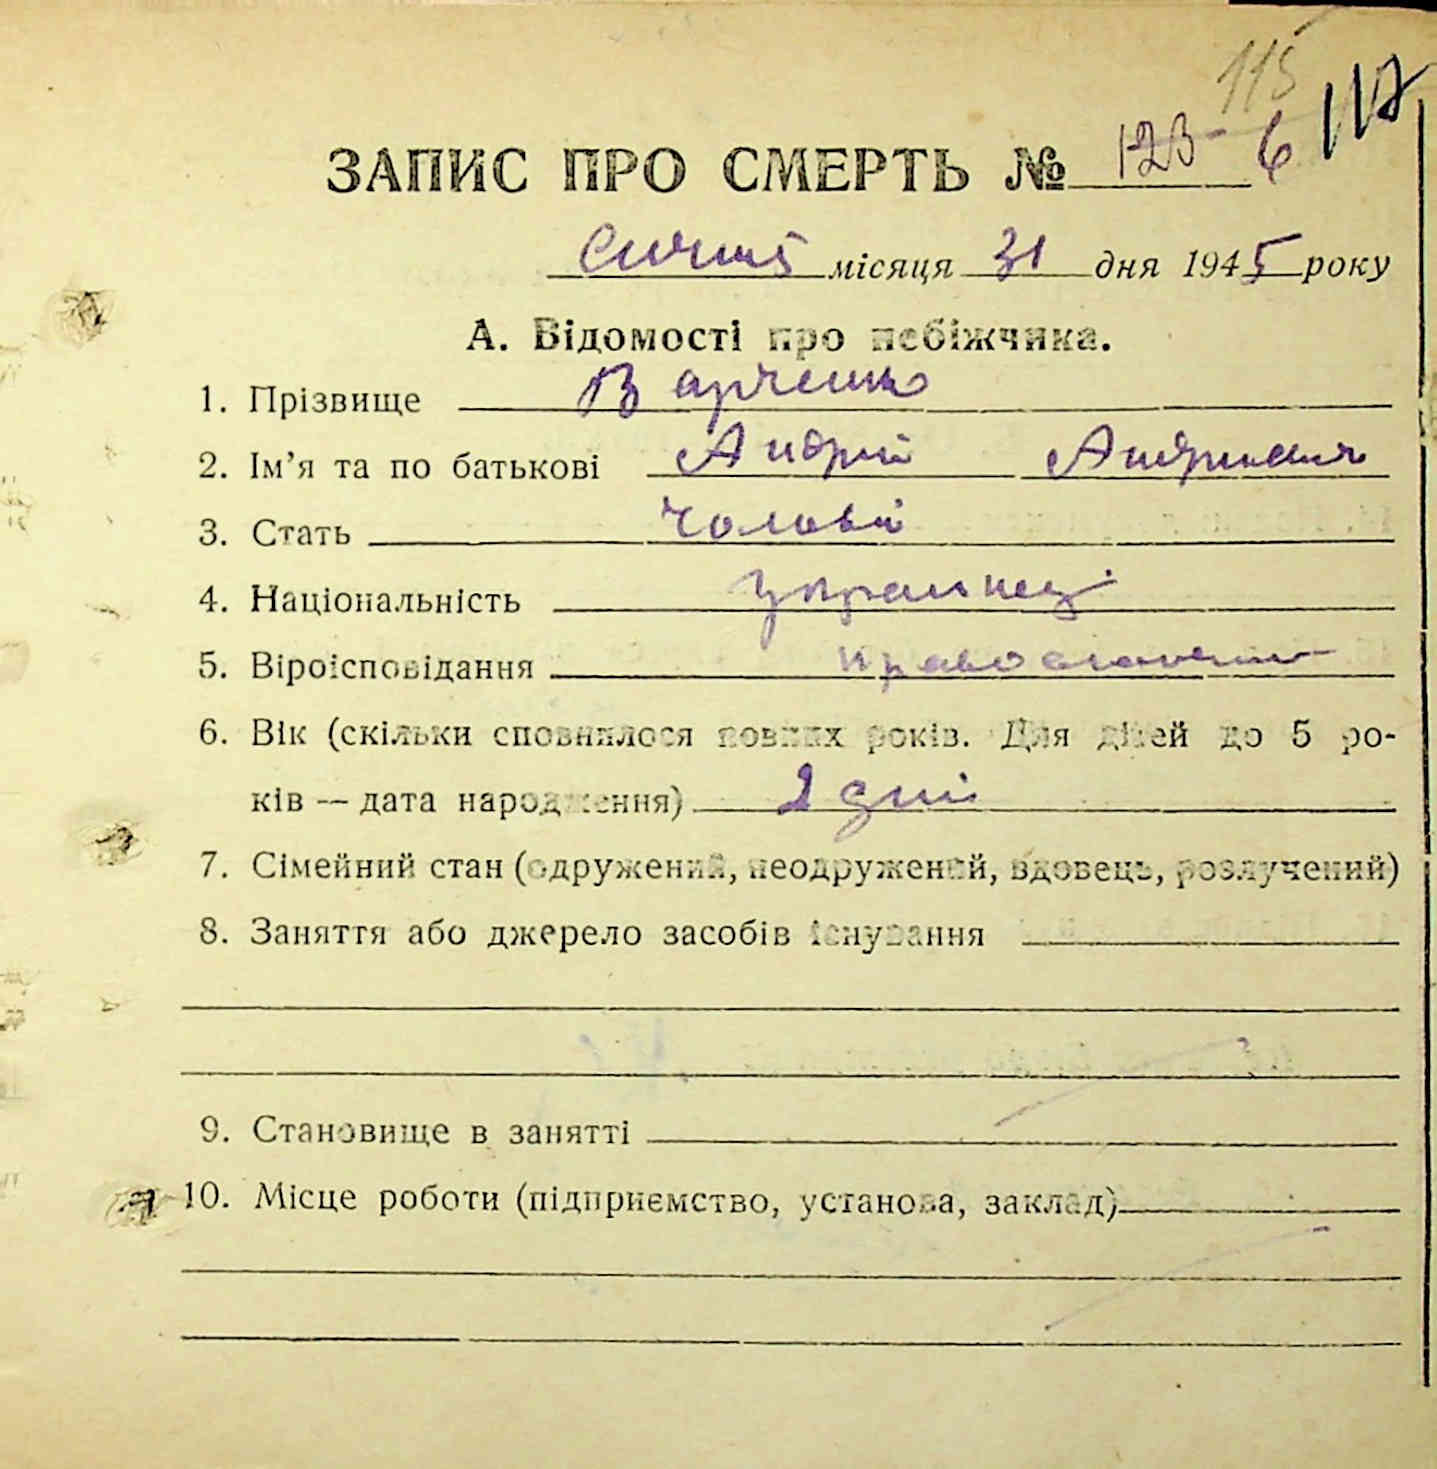 115 117
ЗАПИС ПРО СМЕРТЬ № 123-6
Січня місяця 31 дня 1945 року
А. Відомості про небіжчика.
1. Прізвище Варченко
2. Ім'я та по батькові Андрій Андрієвич
3. Стать чолові
4. Національність Українец
5. Віроісповідання православний
6. Вік (скільки сповнилося повних років. Для дітей до 5 ро-
ків — дата народження) 2 дні
7. Сімейний стан (одружений, неодружений, вдовець, розлучений)
8. Заняття або джерело засобів існування
9. Становище в занятті
10. Місце роботи (підприємство, установа, заклад)